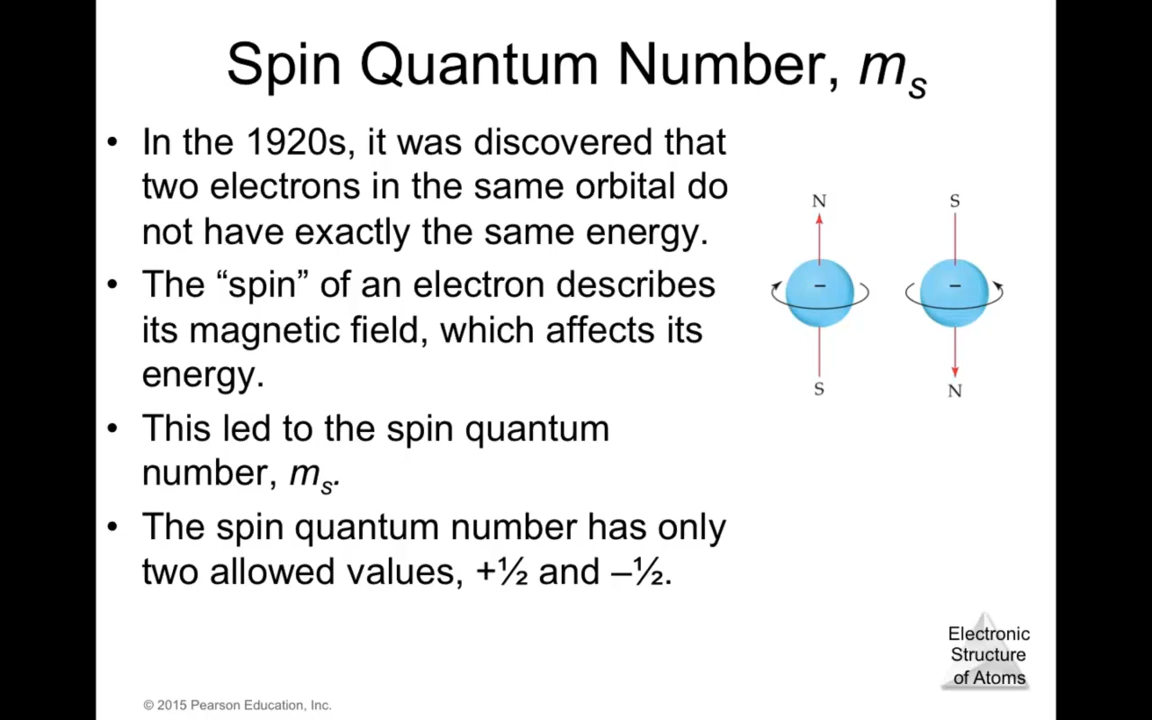 Spin Quantum Number, ms
• In the 1920s, it was discovered that
two electrons in the same orbital do
not have exactly the same energy.
• The “spin” of an electron describes
its magnetic field, which affects its
energy.
• This led to the spin quantum
number, ms.
• The spin quantum number has only
two allowed values, +½ and –½.
N S
– –
S N
Electronic
Structure
of Atoms
© 2015 Pearson Education, Inc.